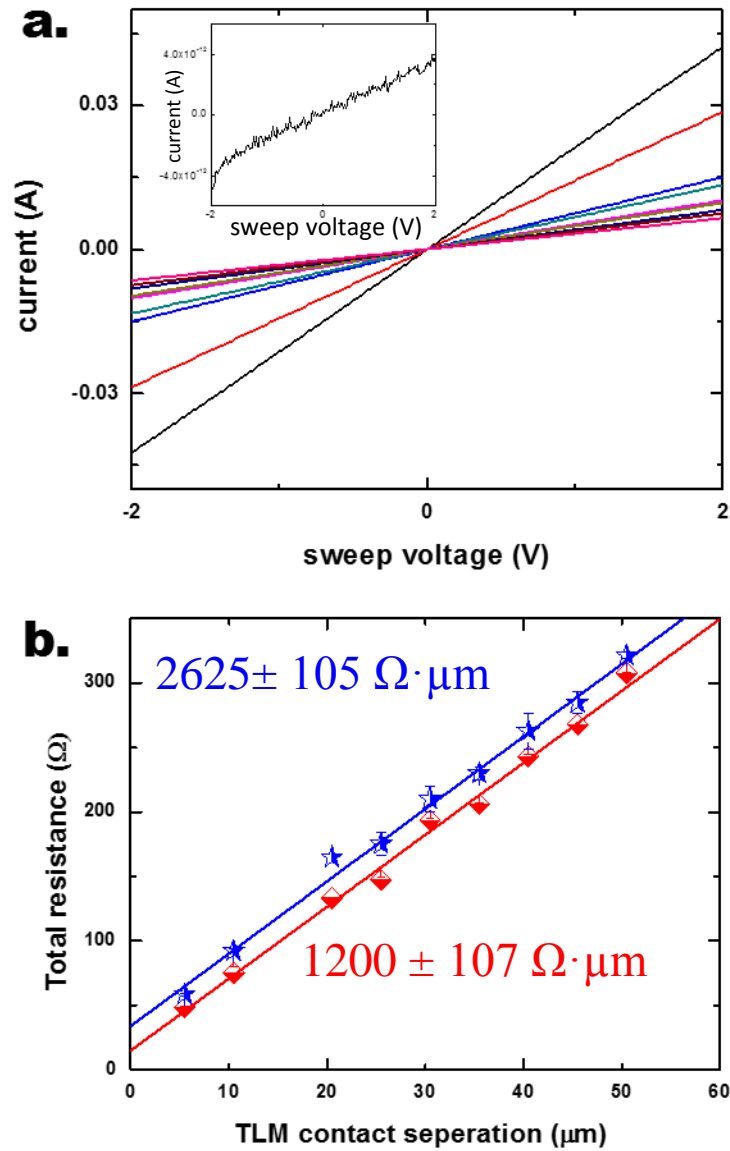 a.
4.0x10⁻¹²
0.0
-4.0x10⁻¹²
current (A)
-2
0
2
sweep voltage (V)
0.03
0.00
-0.03
current (A)
-2
0
2
sweep voltage (V)
b.
2625± 105 Ω·µm
1200 ± 107 Ω·µm
300
200
100
0
Total resistance (Ω)
0
10
20
30
40
50
60
TLM contact seperation (µm)